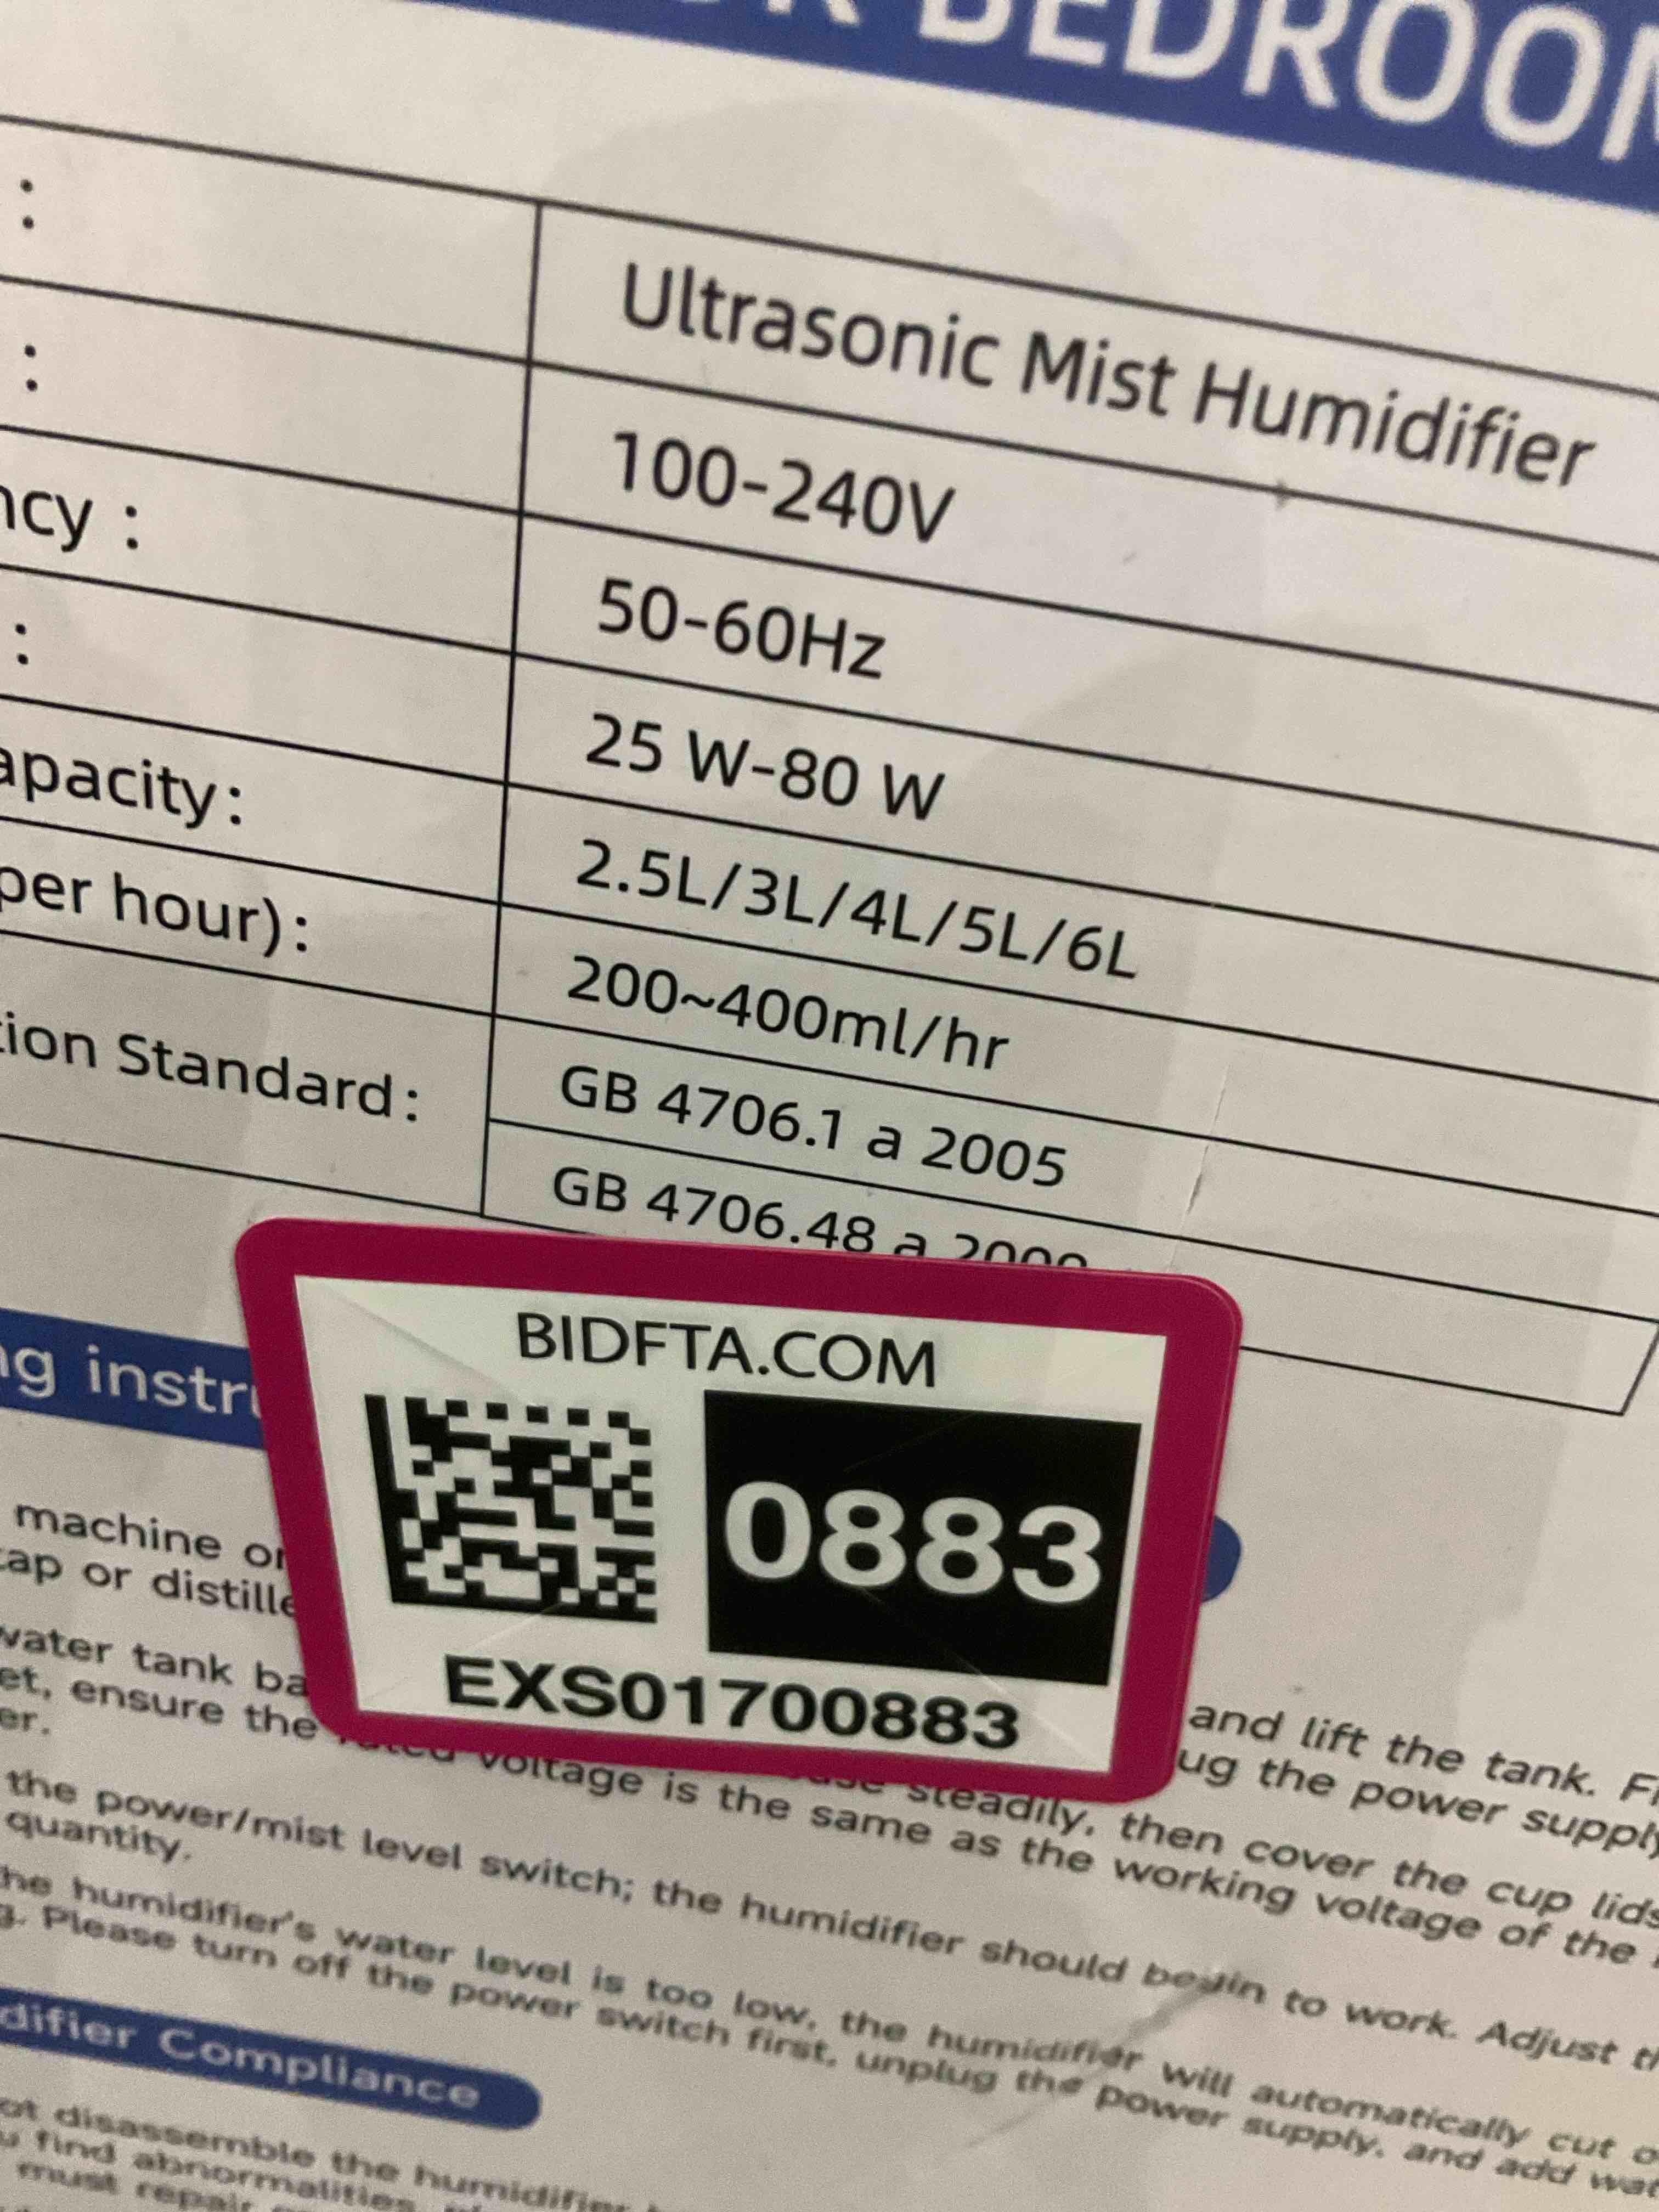 BEDROOM
:
Ultrasonic Mist Humidifier
:
100-240V
ncy :
50-60Hz
:
25 W-80 W
apacity:
2.5L/3L/4L/5L/6L
per hour):
200~400ml/hr
tion Standard:
GB 4706.1 a 2005
GB 4706.48 a
BIDFTA.COM
0883
EXS01700883
ng instr
machine or
tap or distille
water tank ba and lift the tank. Fi
et, ensure the steadily, then cover the cup lids
er. voltage is the same as the working voltage of the
ug the power supply
the power/mist level switch; the humidifier should begin to work. Adjust th
quantity.
he humidifier's water level is too low, the humidifier will automatically cut o
g. Please turn off the power switch first, unplug the power supply, and add wat
difier Compliance
ot disassemble the humidifier
u find abnormalities,
must repair